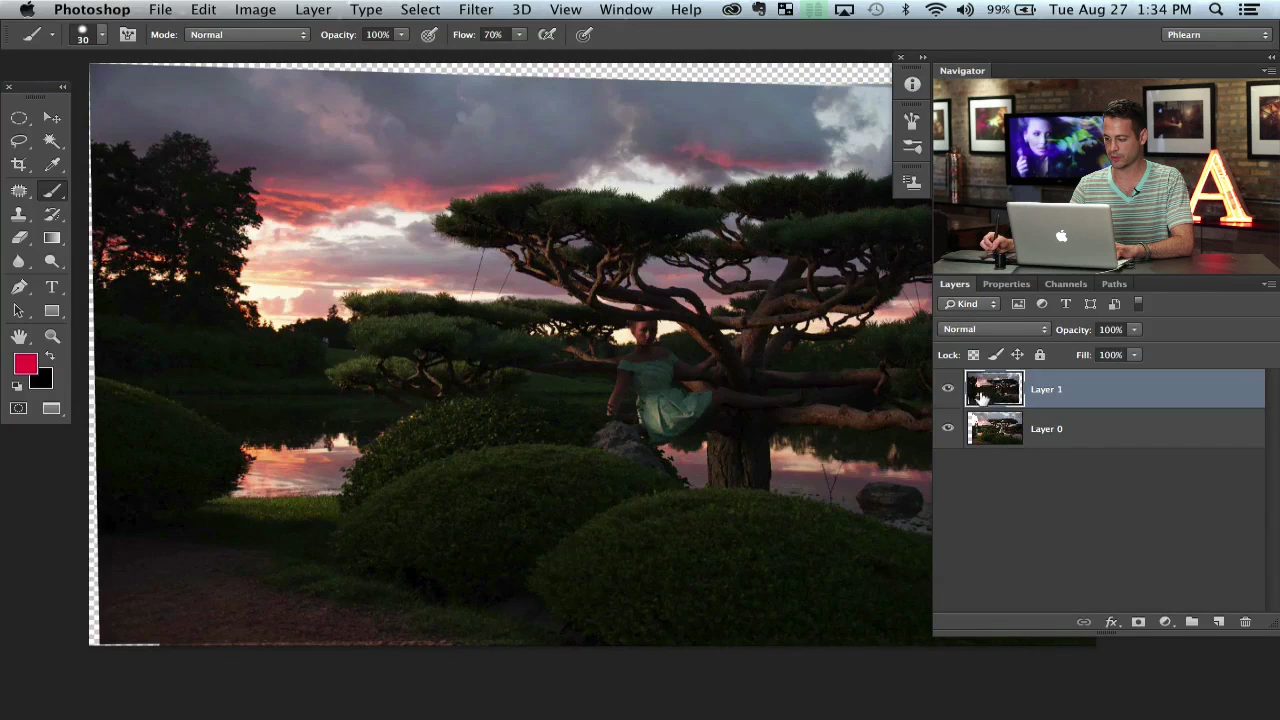 Photoshop File Edit Image Layer Type Select Filter 3D View Window Help 99% Tue Aug 27 1:34 PM
30 Mode: Normal Opacity: 100% Flow: 70% Phlearn
Navigator
A
Layers Properties Channels Paths
Kind T
Normal Opacity: 100%
Lock: Fill: 100%
Layer 1
Layer 0
fx
T